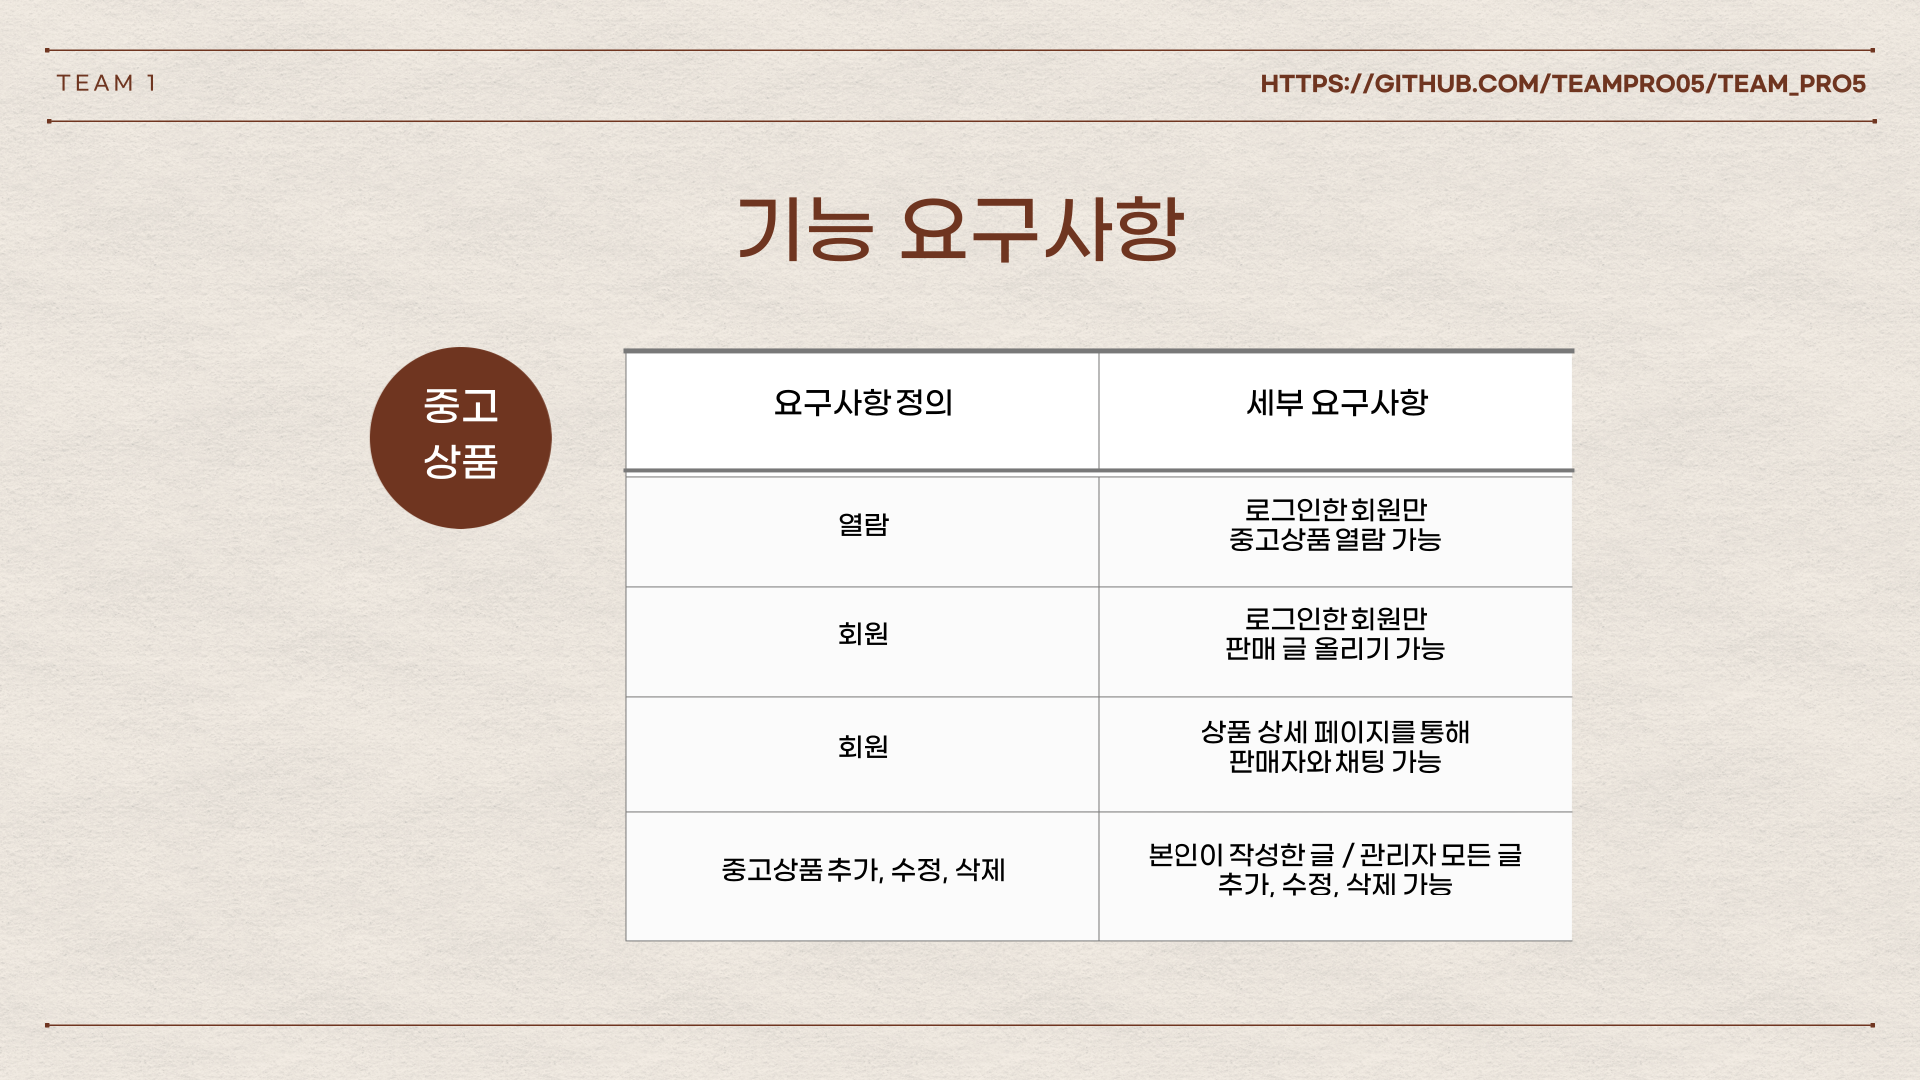 TEAM 1
HTTPS://GITHUB.COM/TEAMPRO05/TEAM_PRO5
기능 요구사항
중고
상품
요구사항 정의
세부 요구사항
열람
로그인한 회원만
중고상품 열람 가능
회원
로그인한 회원만
판매 글 올리기 가능
회원
상품 상세 페이지를 통해
판매자와 채팅 가능
중고상품 추가, 수정, 삭제
본인이 작성한 글 / 관리자 모든 글
추가, 수정, 삭제 가능